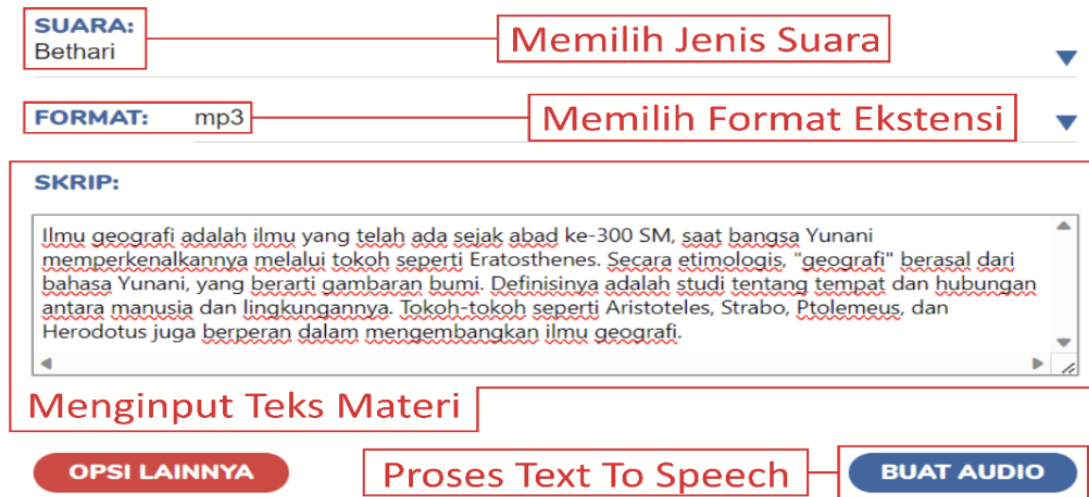 SUARA:
Bethari
Memilih Jenis Suara
FORMAT: mp3
Memilih Format Ekstensi
SKRIP:
Ilmu geografi adalah ilmu yang telah ada sejak abad ke-300 SM, saat bangsa Yunani
memperkenalkannya melalui tokoh seperti Eratosthenes. Secara etimologis, "geografi" berasal dari
bahasa Yunani, yang berarti gambaran bumi. Definisinya adalah studi tentang tempat dan hubungan
antara manusia dan lingkungannya. Tokoh-tokoh seperti Aristoteles, Strabo, Ptolemeus, dan
Herodotus juga berperan dalam mengembangkan ilmu geografi.
Menginput Teks Materi
OPSI LAINNYA
Proses Text To Speech
BUAT AUDIO